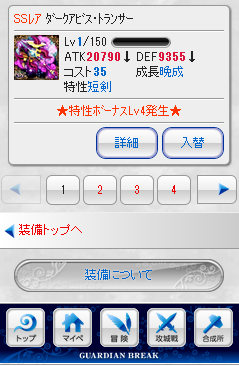 SSレア ダークアビス・トランサー
Lv1/150
ATK20790↓ DEF9355↓
コスト35 成長晩成
特性短剣
★特性ボーナスLv4発生★
詳細 入替
1 2 3 4
装備トップへ
装備について
トップ マイペ 冒険 攻城戦 合成所
GUARDIAN BREAK